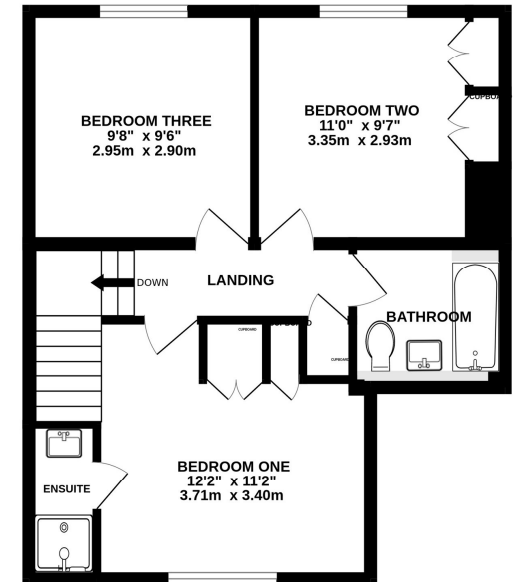 BEDROOM THREE
9'8" x 9'6"
2.95m x 2.90m
BEDROOM TWO
11'0" x 9'7"
3.35m x 2.93m
DOWN
LANDING
BATHROOM
CUPBOARD
CUPBOARD
BEDROOM ONE
12'2" x 11'2"
3.71m x 3.40m
ENSUITE